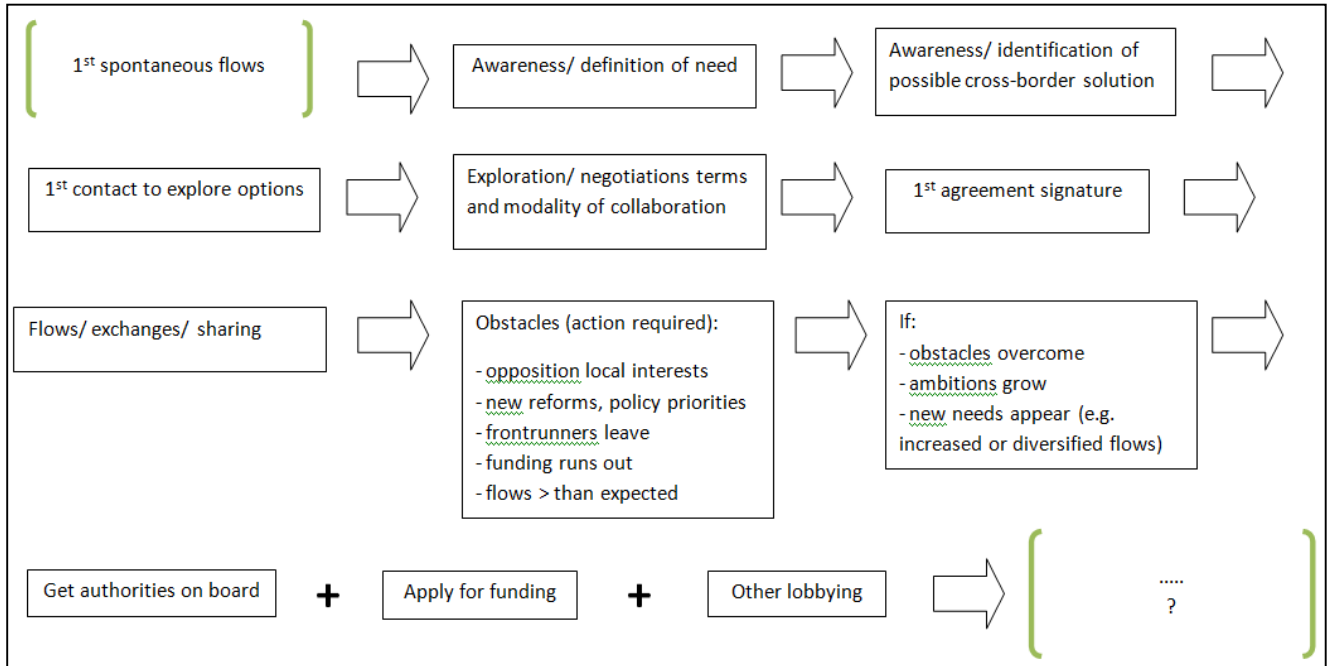 1st spontaneous flows
Awareness/ definition of need
Awareness/ identification of
possible cross-border solution
1st contact to explore options
Exploration/ negotiations terms
and modality of collaboration
1st agreement signature
Flows/ exchanges/ sharing
Obstacles (action required):
- opposition local interests
- new reforms, policy priorities
- frontrunners leave
- funding runs out
- flows > than expected
If:
- obstacles overcome
- ambitions grow
- new needs appear (e.g.
increased or diversified flows)
Get authorities on board
+
Apply for funding
+
Other lobbying
.....
?